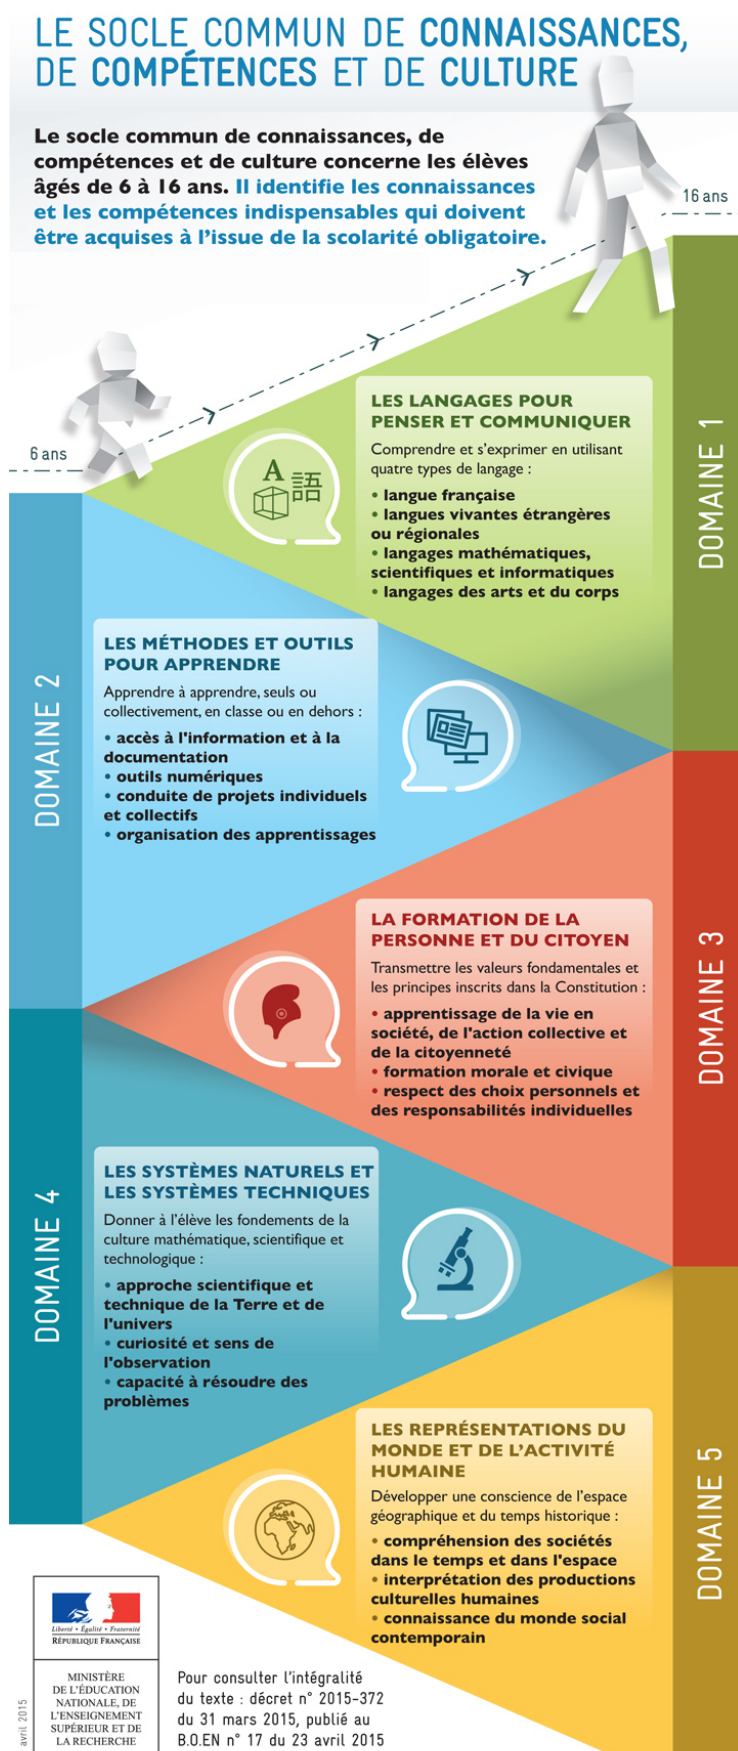 LE SOCLE COMMUN DE CONNAISSANCES,
DE COMPÉTENCES ET DE CULTURE
Le socle commun de connaissances, de
compétences et de culture concerne les élèves
âgés de 6 à 16 ans. Il identifie les connaissances
et les compétences indispensables qui doivent
être acquises à l'issue de la scolarité obligatoire.
16 ans
6 ans
DOMAINE 1
LES LANGAGES POUR
PENSER ET COMMUNIQUER
Comprendre et s'exprimer en utilisant
quatre types de langage :
• langue française
• langues vivantes étrangères
ou régionales
• langages mathématiques,
scientifiques et informatiques
• langages des arts et du corps
A 語
DOMAINE 2
LES MÉTHODES ET OUTILS
POUR APPRENDRE
Apprendre à apprendre, seuls ou
collectivement, en classe ou en dehors :
• accès à l'information et à la
documentation
• outils numériques
• conduite de projets individuels
et collectifs
• organisation des apprentissages
DOMAINE 3
LA FORMATION DE LA
PERSONNE ET DU CITOYEN
Transmettre les valeurs fondamentales et
les principes inscrits dans la Constitution :
• apprentissage de la vie en
société, de l'action collective et
de la citoyenneté
• formation morale et civique
• respect des choix personnels et
des responsabilités individuelles
DOMAINE 4
LES SYSTÈMES NATURELS ET
LES SYSTÈMES TECHNIQUES
Donner à l'élève les fondements de la
culture mathématique, scientifique et
technologique :
• approche scientifique et
technique de la Terre et de
l'univers
• curiosité et sens de
l'observation
• capacité à résoudre des
problèmes
DOMAINE 5
LES REPRÉSENTATIONS DU
MONDE ET DE L'ACTIVITÉ
HUMAINE
Développer une conscience de l'espace
géographique et du temps historique :
• compréhension des sociétés
dans le temps et dans l'espace
• interprétation des productions
culturelles humaines
• connaissance du monde social
contemporain
Liberté • Égalité • Fraternité
RÉPUBLIQUE FRANÇAISE
MINISTÈRE
DE L'ÉDUCATION
NATIONALE, DE
L'ENSEIGNEMENT
SUPÉRIEUR ET DE
LA RECHERCHE
avril 2015
Pour consulter l'intégralité
du texte : décret n° 2015-372
du 31 mars 2015, publié au
B.O.EN n° 17 du 23 avril 2015